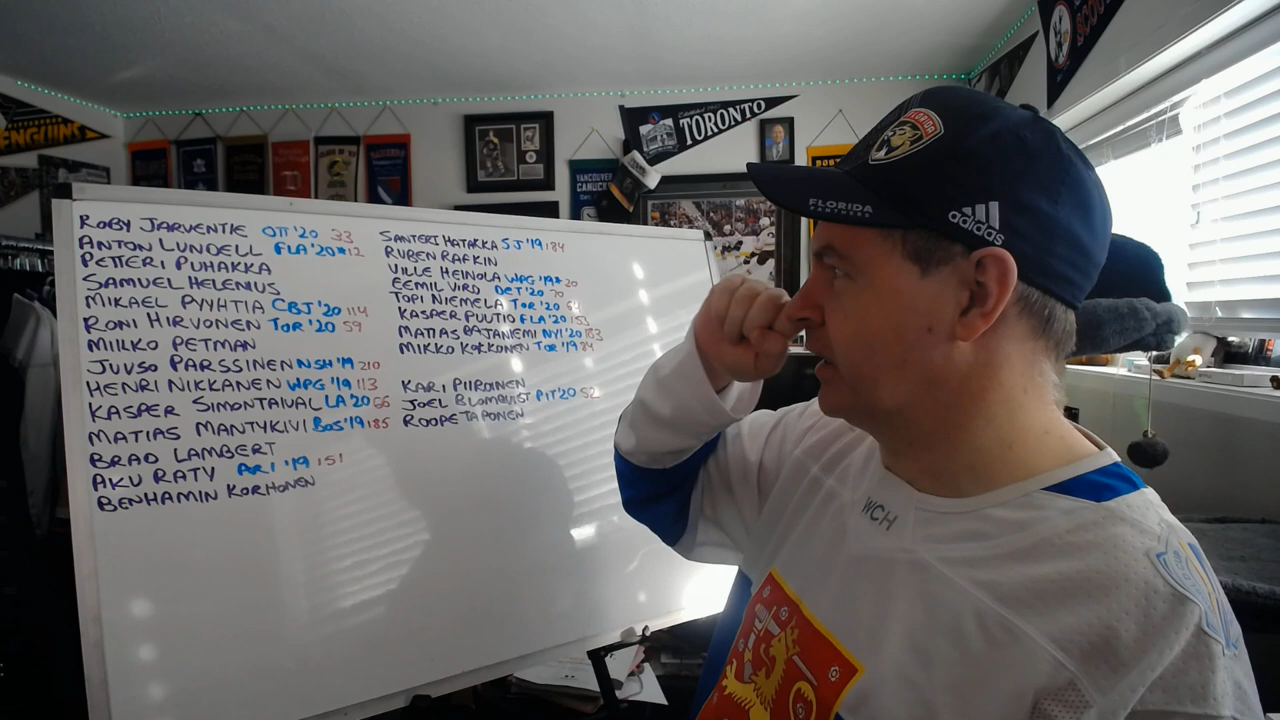 PENGUINS
TORONTO
VANCOUVER
CANUCKS
FLORIDA
FLORIDA
PANTHERS
adidas
WCH
ROBY JARVENTIE OTT '20 33
ANTON LUNDELL FLA '20*12
PETTERI PUHAKKA
SAMUEL HELENIUS
MIKAEL PYYHTIA CBJ '20 114
RONI HIRVONEN TOR '20 59
MILKO PETMAN
JUUSO PARSSINEN NSH '19 210
HENRI NIKKANEN WPG '19 113
KASPER SIMONTAIVAL LA '20 66
MATIAS MANTYKIVI BOS '19 185
BRAD LAMBERT
AKU RATY ARI '19 151
BENHAMIN KORHONEN
SANTERI HATAKKA SJ '19 184
RUBEN RAFKIN
VILLE HEINOLA WPG '19* 20
EEMIL VIRO DET '20 70
TOPI NIEMELA TOR '20 64
KASPER PUUTIO FLA '20 153
MATIAS RAJANIEMI NYI '20 183
MIKKO KOKKONEN TOR '19 84
KARI PIIROINEN
JOEL BLOMQVIST PIT '20 52
ROOPE TAPONEN